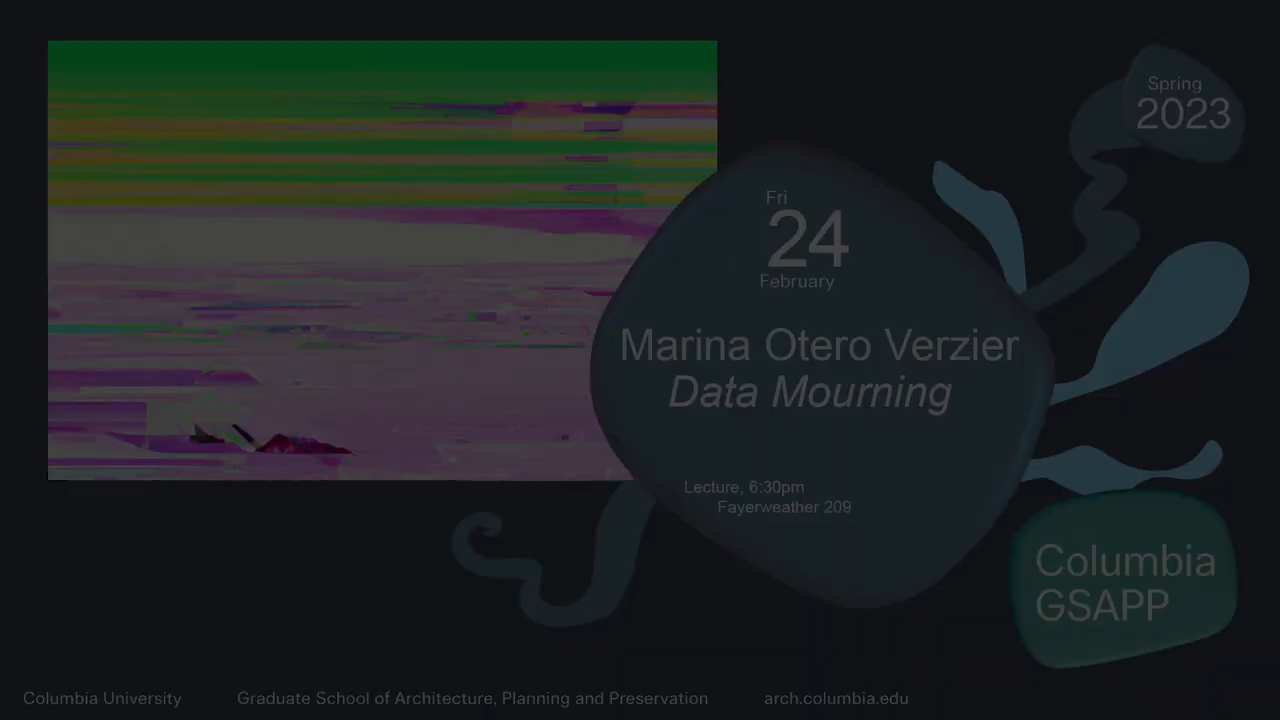 Spring
2023
Fri
24
February
Marina Otero Verzier
Data Mourning
Lecture, 6:30pm
Fayerweather 209
Columbia
GSAPP
Columbia University
Graduate School of Architecture, Planning and Preservation
arch.columbia.edu